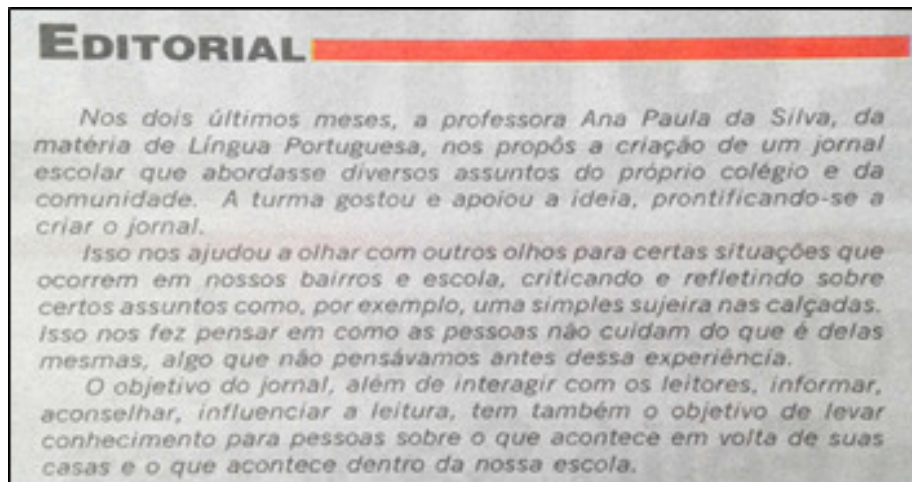 EDITORIAL
Nos dois últimos meses, a professora Ana Paula da Silva, da
matéria de Língua Portuguesa, nos propôs a criação de um jornal
escolar que abordasse diversos assuntos do próprio colégio e da
comunidade. A turma gostou e apoiou a ideia, prontificando-se a
criar o jornal.
Isso nos ajudou a olhar com outros olhos para certas situações que
ocorrem em nossos bairros e escola, criticando e refletindo sobre
certos assuntos como, por exemplo, uma simples sujeira nas calçadas.
Isso nos fez pensar em como as pessoas não cuidam do que é delas
mesmas, algo que não pensávamos antes dessa experiência.
O objetivo do jornal, além de interagir com os leitores, informar,
aconselhar, influenciar a leitura, tem também o objetivo de levar
conhecimento para pessoas sobre o que acontece em volta de suas
casas e o que acontece dentro da nossa escola.